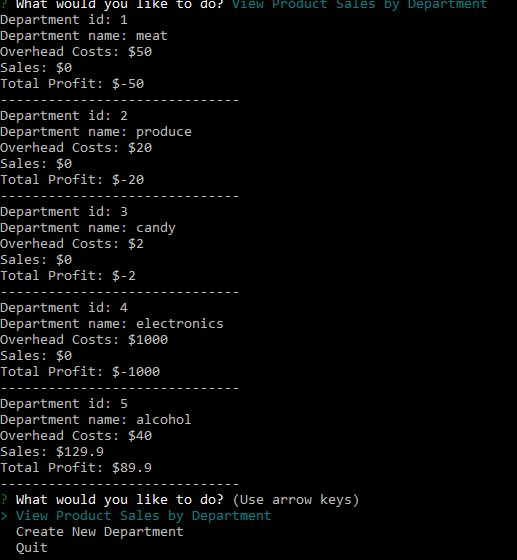 ? What would you like to do? View Product Sales by Department
Department id: 1
Department name: meat
Overhead Costs: $50
Sales: $0
Total Profit: $-50
------------------------------
Department id: 2
Department name: produce
Overhead Costs: $20
Sales: $0
Total Profit: $-20
------------------------------
Department id: 3
Department name: candy
Overhead Costs: $2
Sales: $0
Total Profit: $-2
------------------------------
Department id: 4
Department name: electronics
Overhead Costs: $1000
Sales: $0
Total Profit: $-1000
------------------------------
Department id: 5
Department name: alcohol
Overhead Costs: $40
Sales: $129.9
Total Profit: $89.9
------------------------------
? What would you like to do? (Use arrow keys)
> View Product Sales by Department
  Create New Department
  Quit